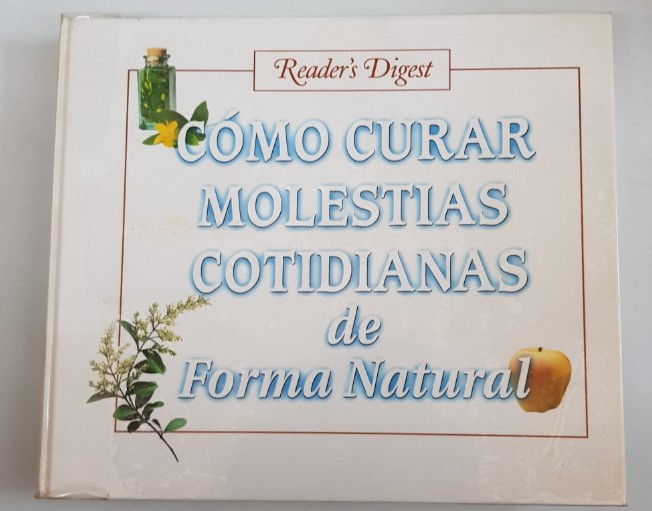 Reader's Digest
CÓMO CURAR
MOLESTIAS
COTIDIANAS
de
Forma Natural